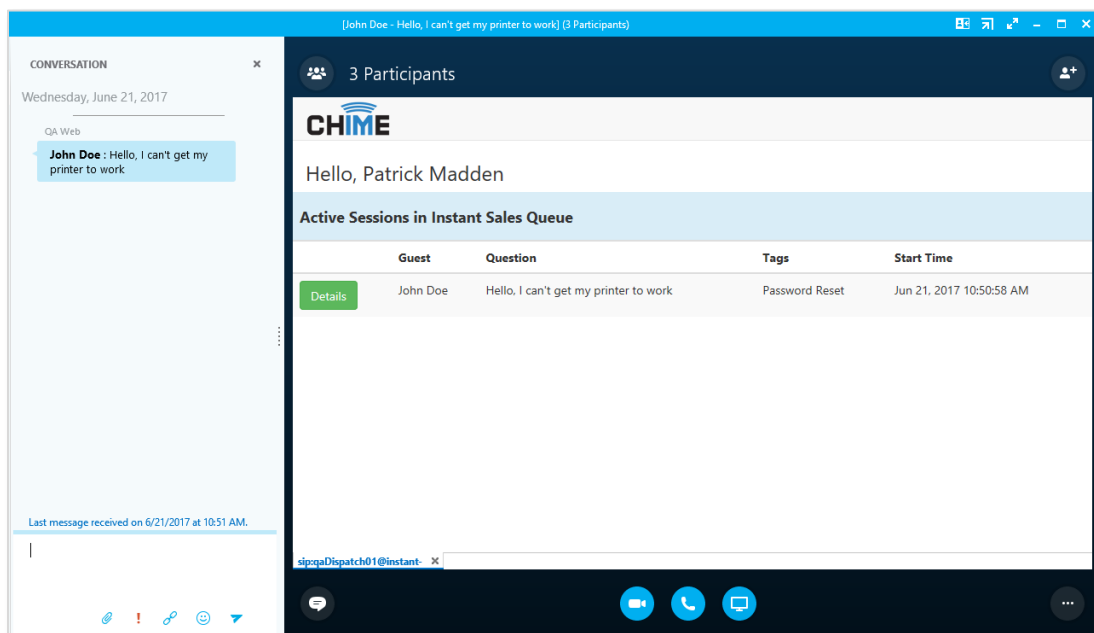 [John Doe - Hello, I can't get my printer to work] (3 Participants)
CONVERSATION
Wednesday, June 21, 2017
QA Web
John Doe : Hello, I can't get my
printer to work
Last message received on 6/21/2017 at 10:51 AM.
3 Participants
CHIME
Hello, Patrick Madden
Active Sessions in Instant Sales Queue
Guest Question Tags Start Time
Details John Doe Hello, I can't get my printer to work Password Reset Jun 21, 2017 10:50:58 AM
sip:qaDispatch01@instant-